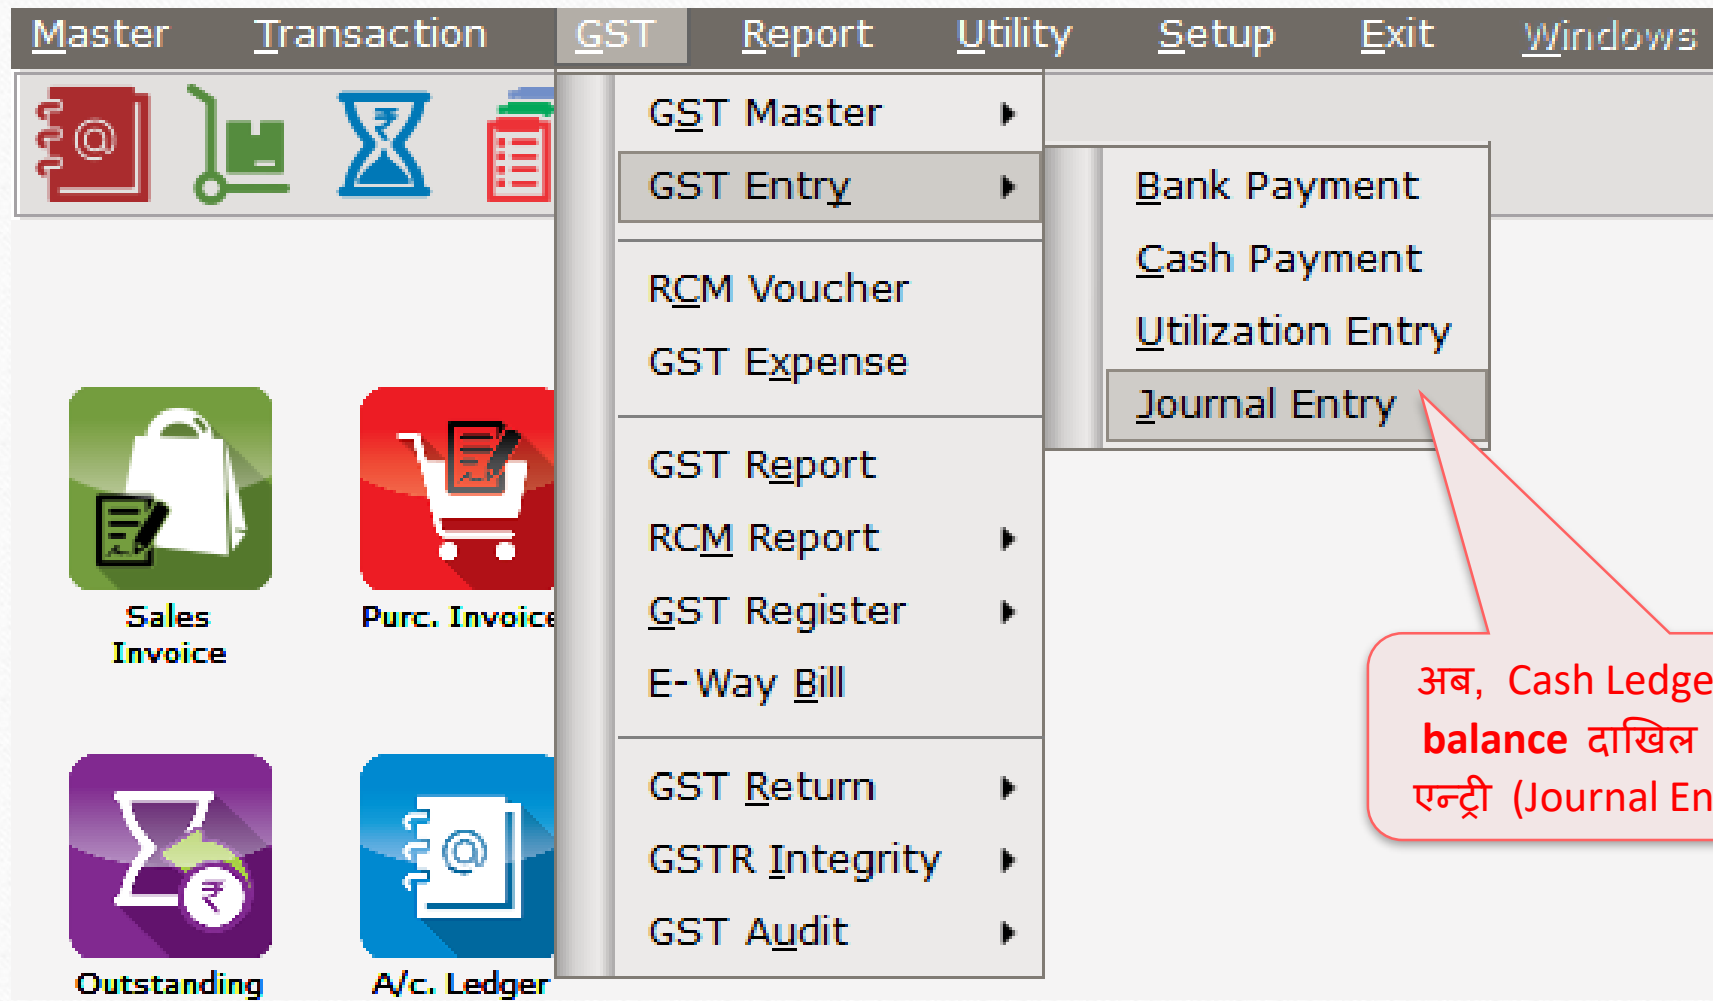 Master Transaction GST Report Utility Setup Exit Windows
GST Master
GST Entry
RCM Voucher
GST Expense
GST Report
RCM Report
GST Register
E-Way Bill
GST Return
GSTR Integrity
GST Audit
Bank Payment
Cash Payment
Utilization Entry
Journal Entry
Sales
Invoice
Purc. Invoice
Outstanding
A/c. Ledger
अब, Cash Ledge
balance दाखिल
एन्ट्री (Journal En